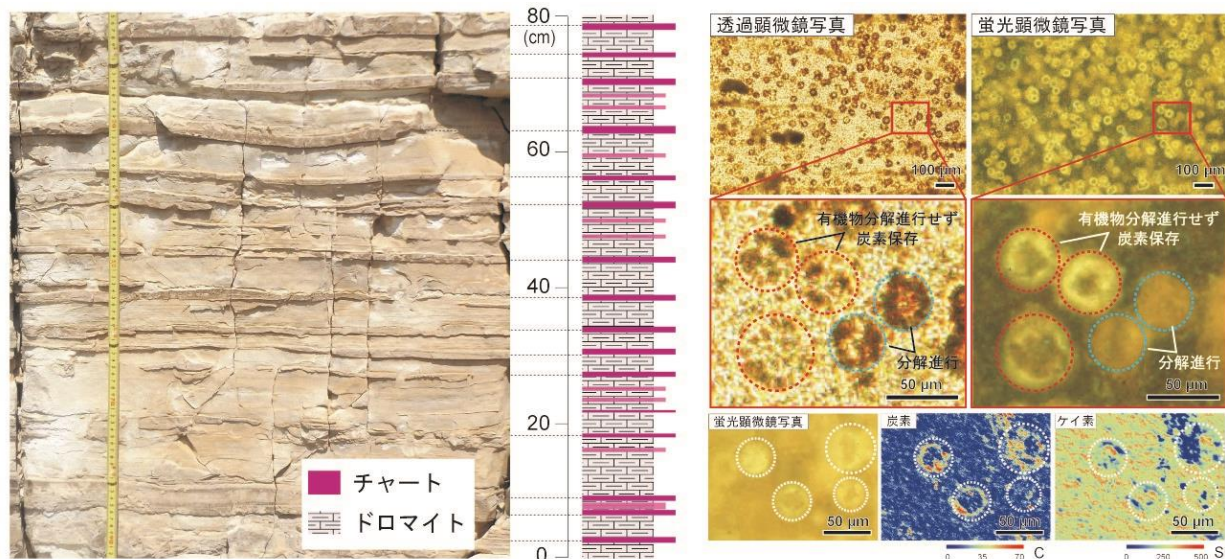 80
(cm)
60
40
20
0
チャート
ドロマイト
透過顕微鏡写真
100 μm
蛍光顕微鏡写真
100 μm
有機物分解進行せず
炭素保存
分解進行
50 μm
有機物分解進行せず
炭素保存
分解進行
50 μm
蛍光顕微鏡写真
50 μm
炭素
50 μm
0 35 70 C
ケイ素
50 μm
0 250 500 S